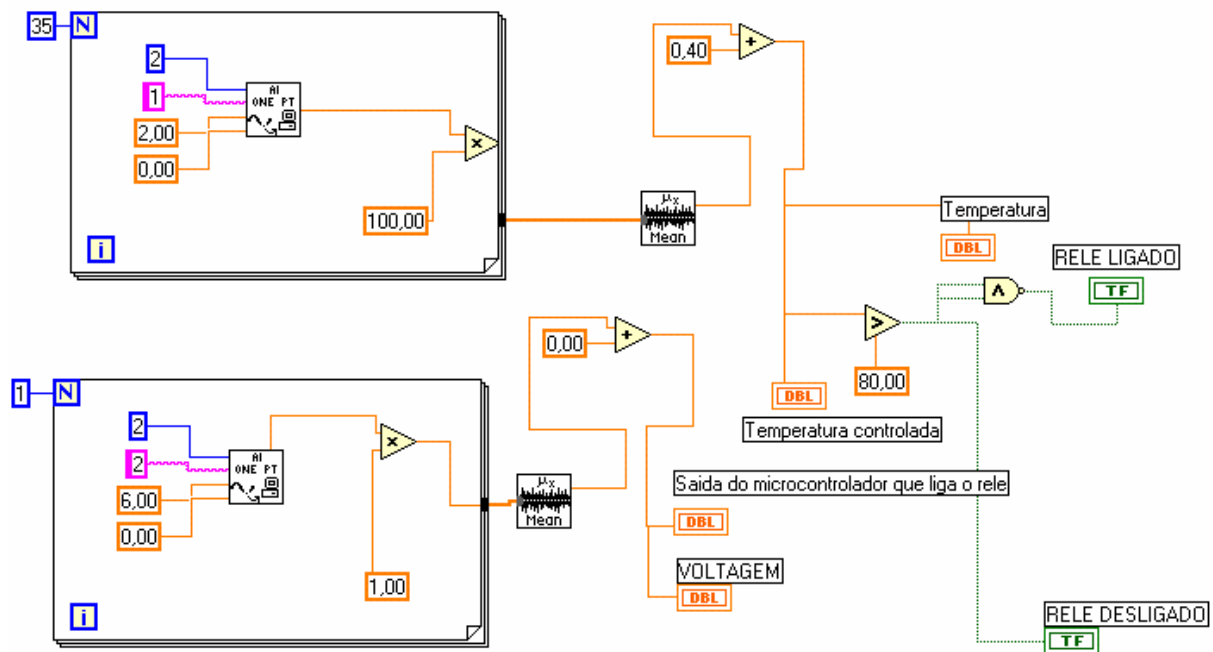 35
N
2
AI
ONE PT
1
2,00
0,00
×
100,00
i
μx
Mean
0,40
+
Temperatura
DBL
RELE LIGADO
TF
Λ
>
80,00
DBL
Temperatura controlada
0,00
+
1
N
2
AI
ONE PT
2
6,00
0,00
×
1,00
i
μx
Mean
Saida do microcontrolador que liga o rele
DBL
VOLTAGEM
DBL
RELE DESLIGADO
TF